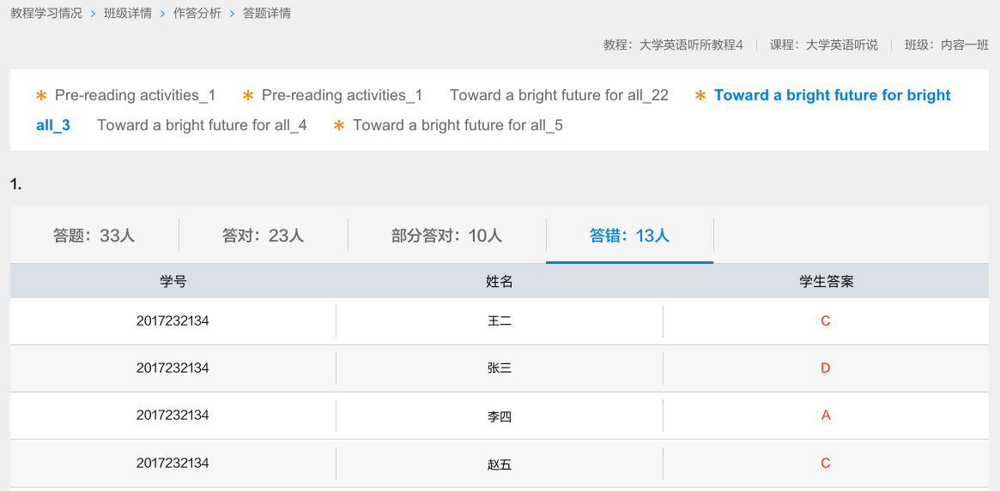 教程学习情况 > 班级详情 > 作答分析 > 答题详情
教程：大学英语听所教程4 | 课程：大学英语听说 | 班级：内容一班
* Pre-reading activities_1 * Pre-reading activities_1 Toward a bright future for all_22 * Toward a bright future for bright
all_3 Toward a bright future for all_4 * Toward a bright future for all_5
1.
答题：33人 答对：23人 部分答对：10人 答错：13人
学号 姓名 学生答案
2017232134 王二 C
2017232134 张三 D
2017232134 李四 A
2017232134 赵五 C